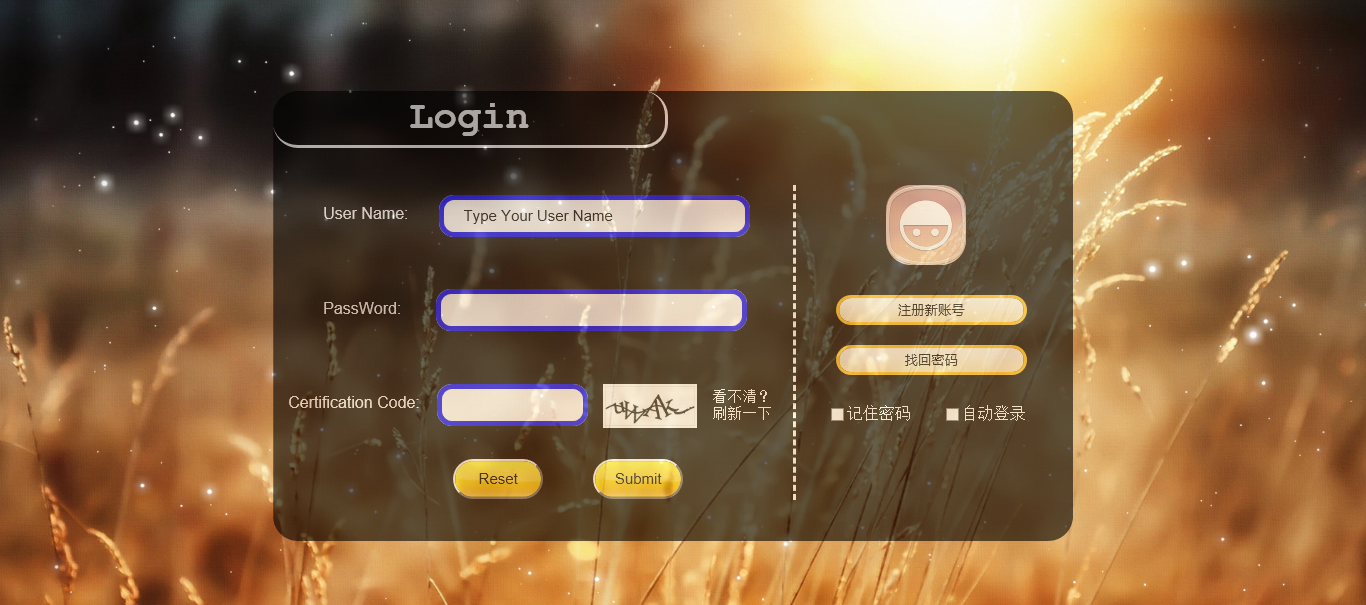 Login
User Name:
Type Your User Name
PassWord:
Certification Code:
看不清？
刷新一下
Reset
Submit
注册新账号
找回密码
记住密码
自动登录